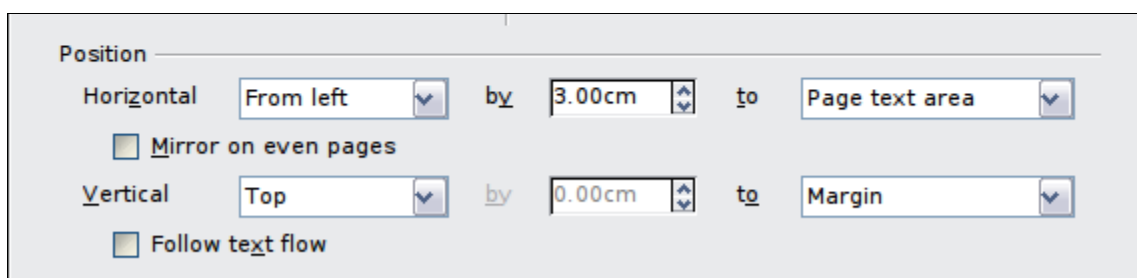 Position
Horizontal From left by 3.00cm to Page text area
Mirror on even pages
Vertical Top by 0.00cm to Margin
Follow text flow